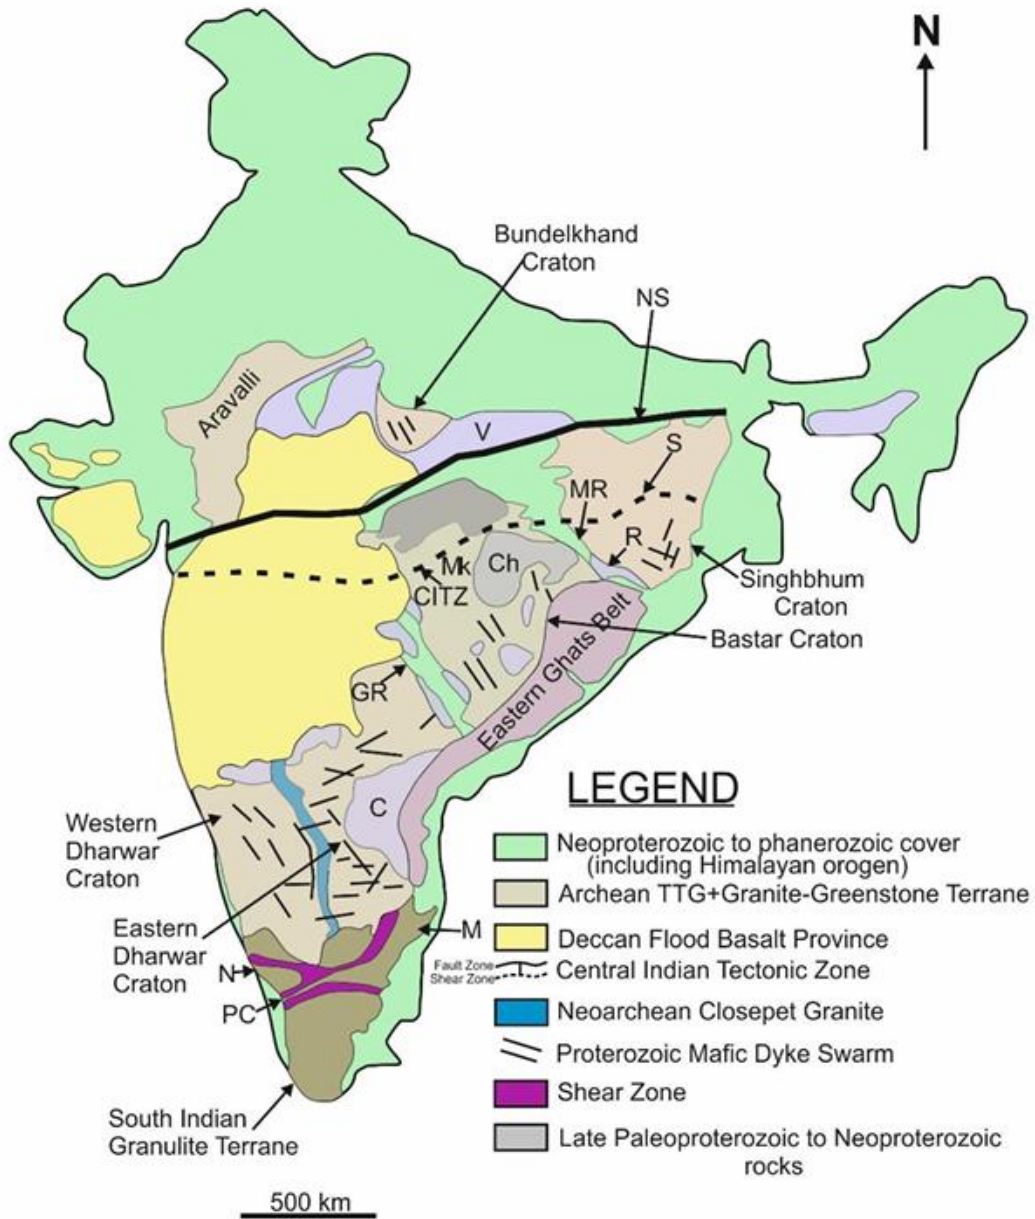 N
Bundelkhand
Craton
NS
Aravalli
V
S
MR
R
Mk
Ch
CITZ
Singhbhum
Craton
Bastar Craton
Eastern Ghats Belt
GR
C
Western
Dharwar
Craton
Eastern
Dharwar
Craton
M
N
PC
South Indian
Granulite Terrane
500 km
LEGEND
Neoproterozoic to phanerozoic cover
(including Himalayan orogen)
Archean TTG+Granite-Greenstone Terrane
Deccan Flood Basalt Province
Fault Zone
Shear Zone
Central Indian Tectonic Zone
Neoarchean Closepet Granite
Proterozoic Mafic Dyke Swarm
Shear Zone
Late Paleoproterozoic to Neoproterozoic
rocks